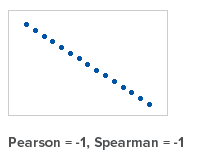 Pearson = -1, Spearman = -1